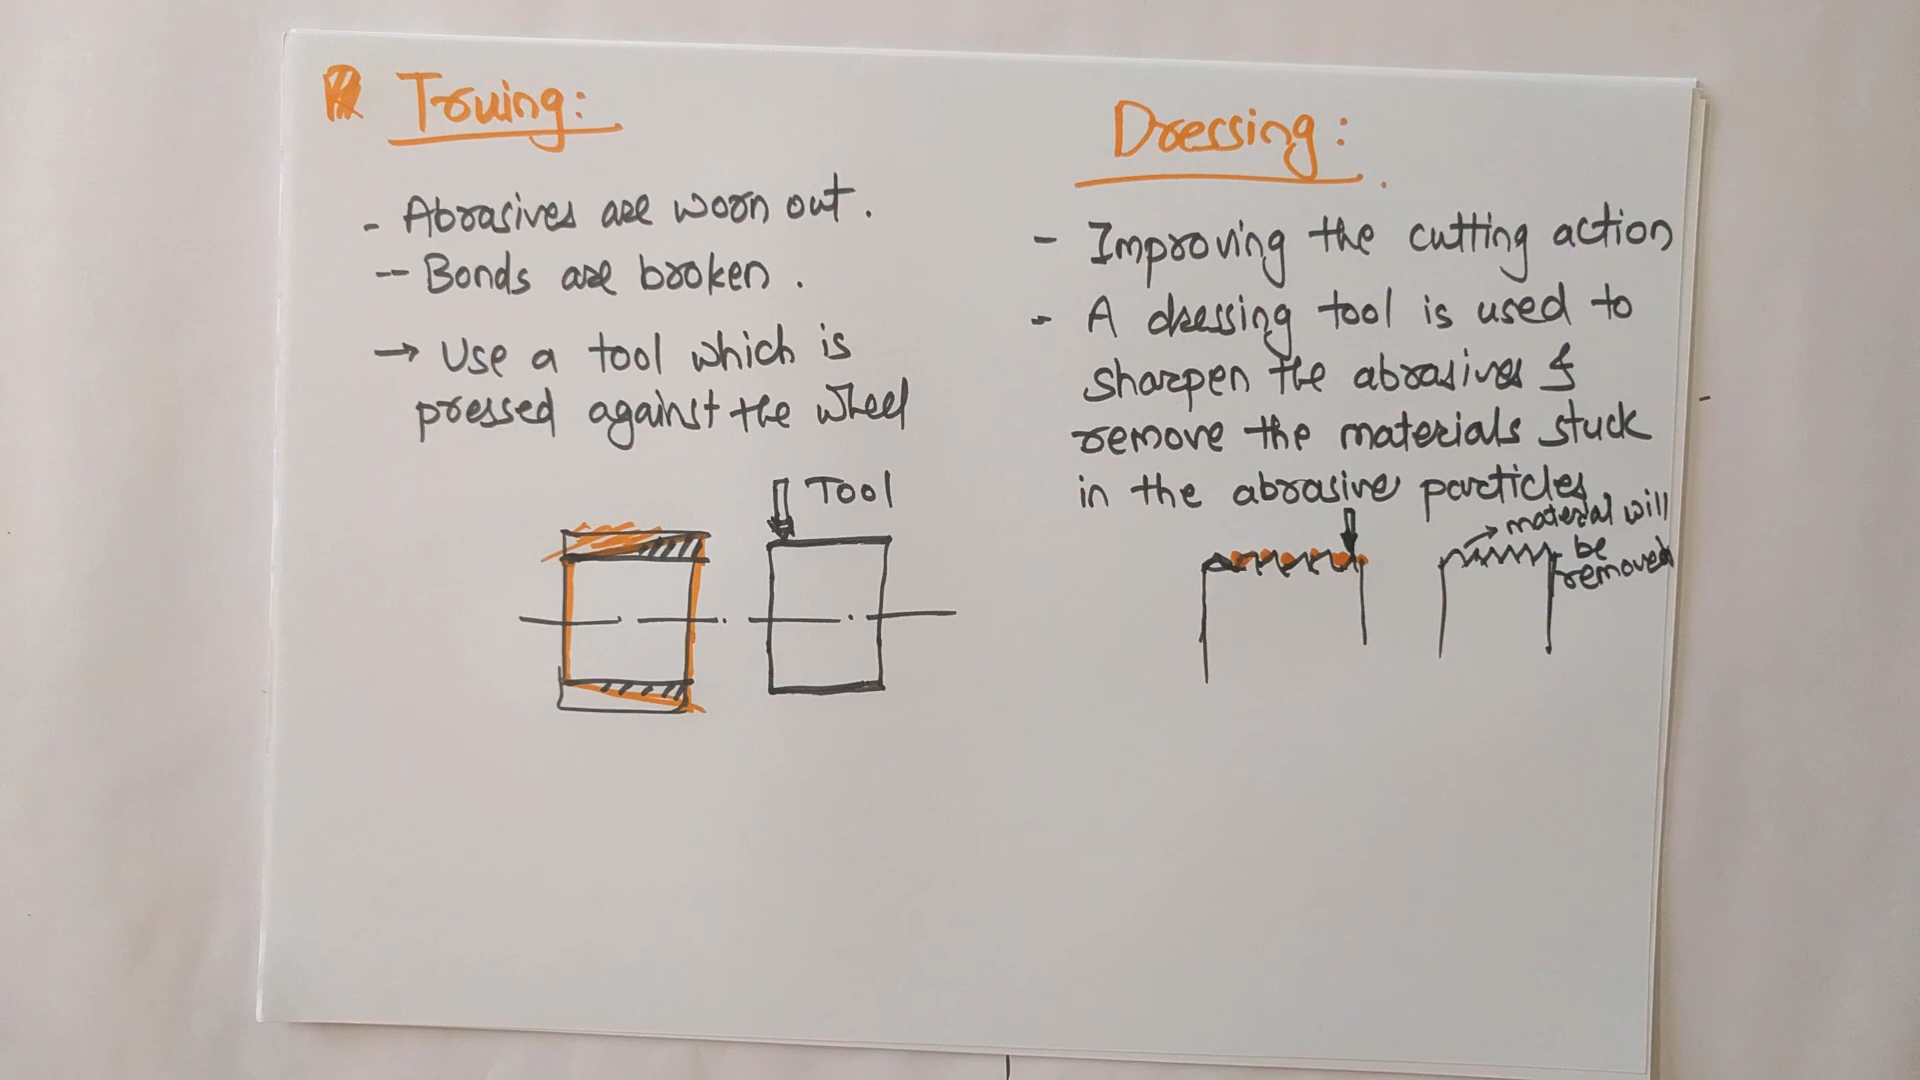 Truing:
- Abrasives are worn out.
- Bonds are broken.
→ Use a tool which is
pressed against the wheel
Tool
Dressing:
- Improving the cutting action
- A dressing tool is used to
sharpen the abrasives &
remove the materials stuck
in the abrasive particles
→ material will
be
removed